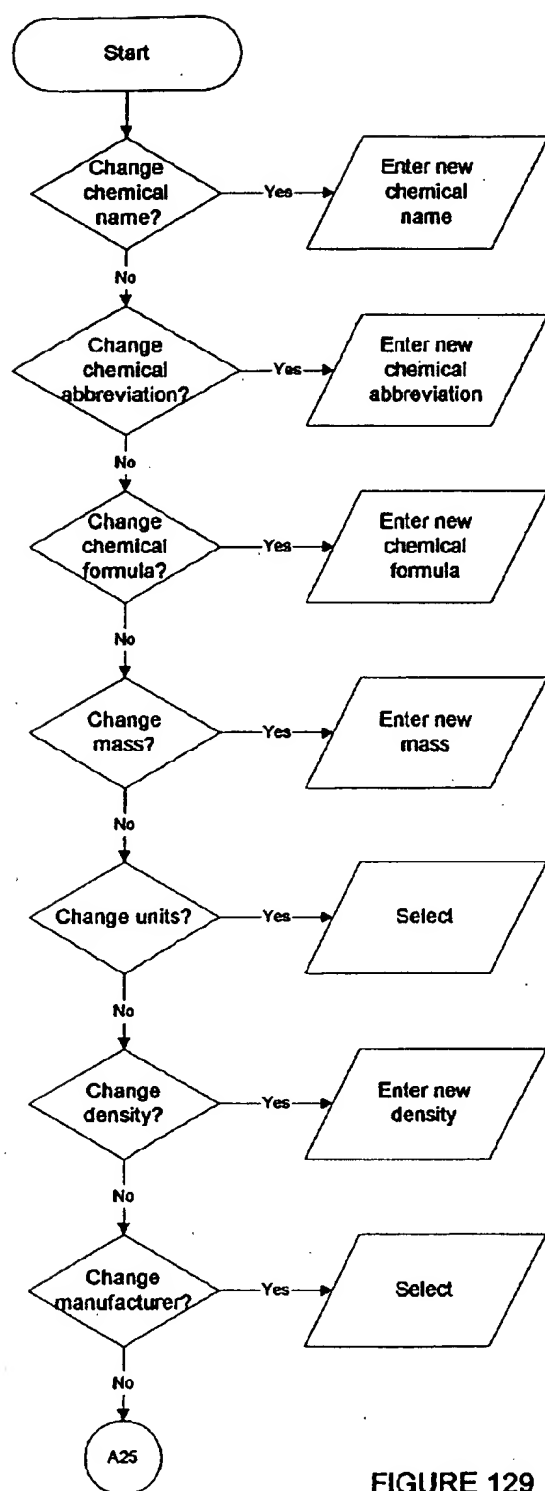 Start
Change
chemical
name?
Yes
Enter new
chemical
name
No
Change
chemical
abbreviation?
Yes
Enter new
chemical
abbreviation
No
Change
chemical
formula?
Yes
Enter new
chemical
formula
No
Change
mass?
Yes
Enter new
mass
No
Change units?
Yes
Select
No
Change
density?
Yes
Enter new
density
No
Change
manufacturer?
Yes
Select
No
A25
FIGURE 129